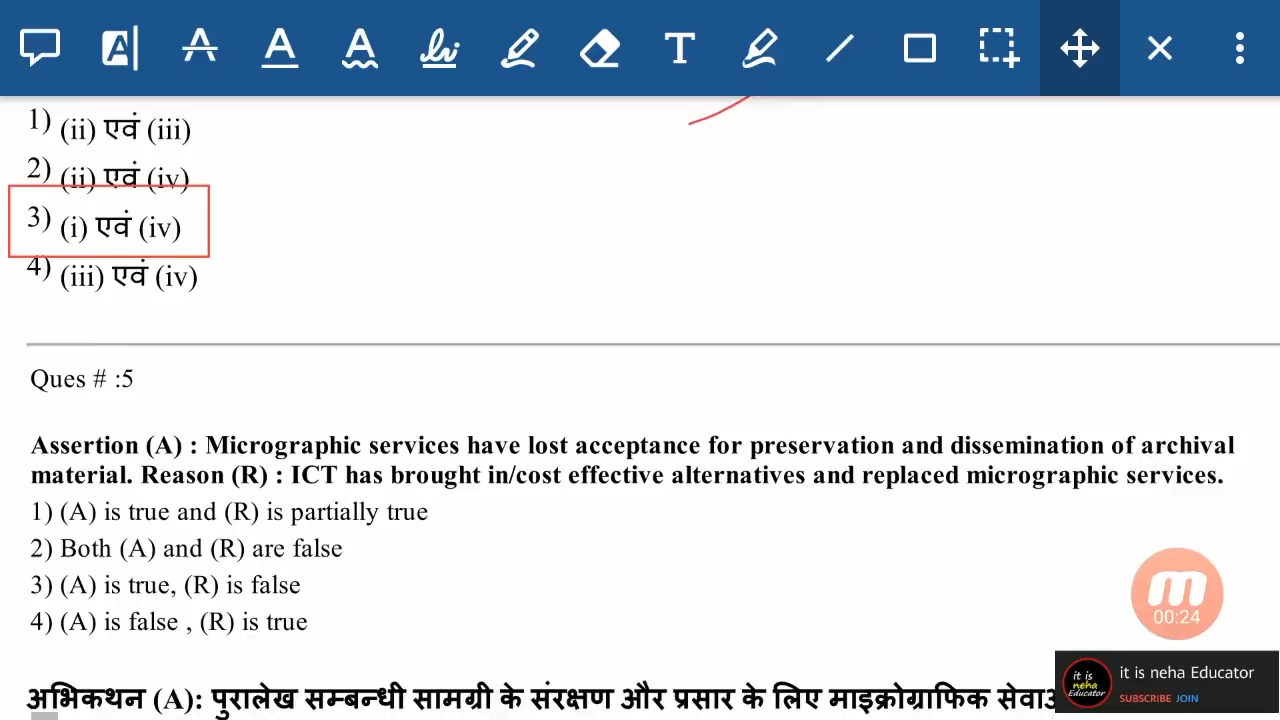 1) (ii) एवं (iii)
2) (ii) एवं (iv)
3) (i) एवं (iv)
4) (iii) एवं (iv)
Ques # :5
Assertion (A) : Micrographic services have lost acceptance for preservation and dissemination of archival
material. Reason (R) : ICT has brought in/cost effective alternatives and replaced micrographic services.
1) (A) is true and (R) is partially true
2) Both (A) and (R) are false
3) (A) is true, (R) is false
4) (A) is false , (R) is true
00:24
अभिकथन (A): पुरालेख सम्बन्धी सामग्री के संरक्षण और प्रसार के लिए माइक्रोग्राफिक
it is neha Educator
it is neha Educator
SUBSCRIBE JOIN